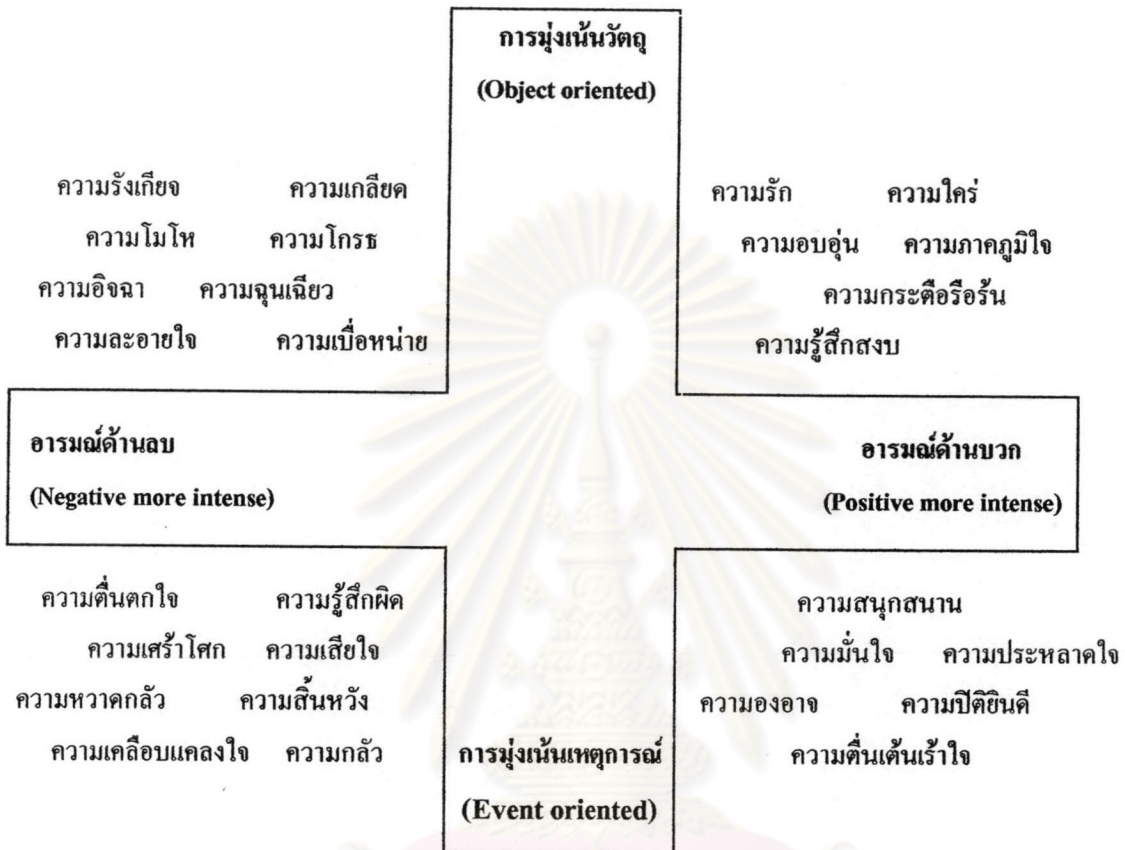 การมุ่งเน้นวัตถุ
(Object oriented)
ความรังเกียจ ความเกลียด
ความโมโห ความโกรธ
ความอิจฉา ความฉุนเฉียว
ความละอายใจ ความเบื่อหน่าย
ความรัก ความใคร่
ความอบอุ่น ความภาคภูมิใจ
ความกระตือรือร้น
ความรู้สึกสงบ
อารมณ์ด้านลบ
(Negative more intense)
อารมณ์ด้านบวก
(Positive more intense)
ความตื่นตกใจ ความรู้สึกผิด
ความเศร้าโศก ความเสียใจ
ความหวาดกลัว ความสิ้นหวัง
ความเคลือบแคลงใจ ความกลัว
ความสนุกสนาน
ความมั่นใจ ความประหลาดใจ
ความองอาจ ความปีติยินดี
ความตื่นเต้นเร้าใจ
การมุ่งเน้นเหตุการณ์
(Event oriented)